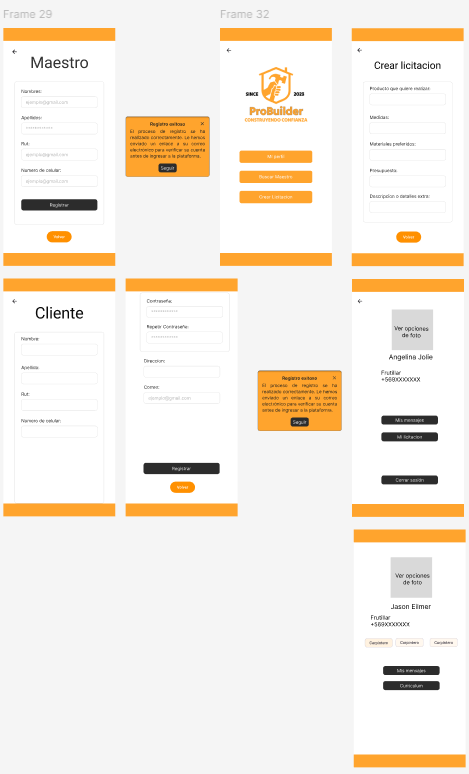 Frame 29
Maestro
Nombres:
ejemplo@gmail.com
Apellidos:
************
Rut:
ejemplo@gmail.com
Numero de celular:
ejemplo@gmail.com
Registrar
Volver
Registro exitoso
El proceso de registro se ha
realizado correctamente. Le hemos
enviado un enlace a su correo
electrónico para verificar su cuenta
antes de ingresar a la plataforma.
Seguir
Frame 32
SINCE
2023
ProBuilder
CONSTRUYENDO CONFIANZA
Mi perfil
Buscar Maestro
Crear Licitacion
Crear licitacion
Producto que quiere realizar:
Medidas:
Materiales preferidos:
Presupuesto:
Descripcion o detalles extra:
Volver
Cliente
Nombre:
Apellido:
Rut:
Numero de celular:
Contraseña:
************
Repetir Contraseña:
************
Direccion:
Correo:
Registrar
Volver
Registro exitoso
El proceso de registro se ha
realizado correctamente. Le hemos
enviado un enlace a su correo
electrónico para verificar su cuenta
antes de ingresar a la plataforma.
Seguir
Ver opciones
de foto
Angelina Jolie
Frutillar
+569XXXXXXX
Mis mensajes
Mi licitacion
Cerrar sesión
Ver opciones
de foto
Jason Elmer
Frutillar
+569XXXXXXX
Carpintero
Carpintero
Carpintero
Mis mensajes
Curriculum